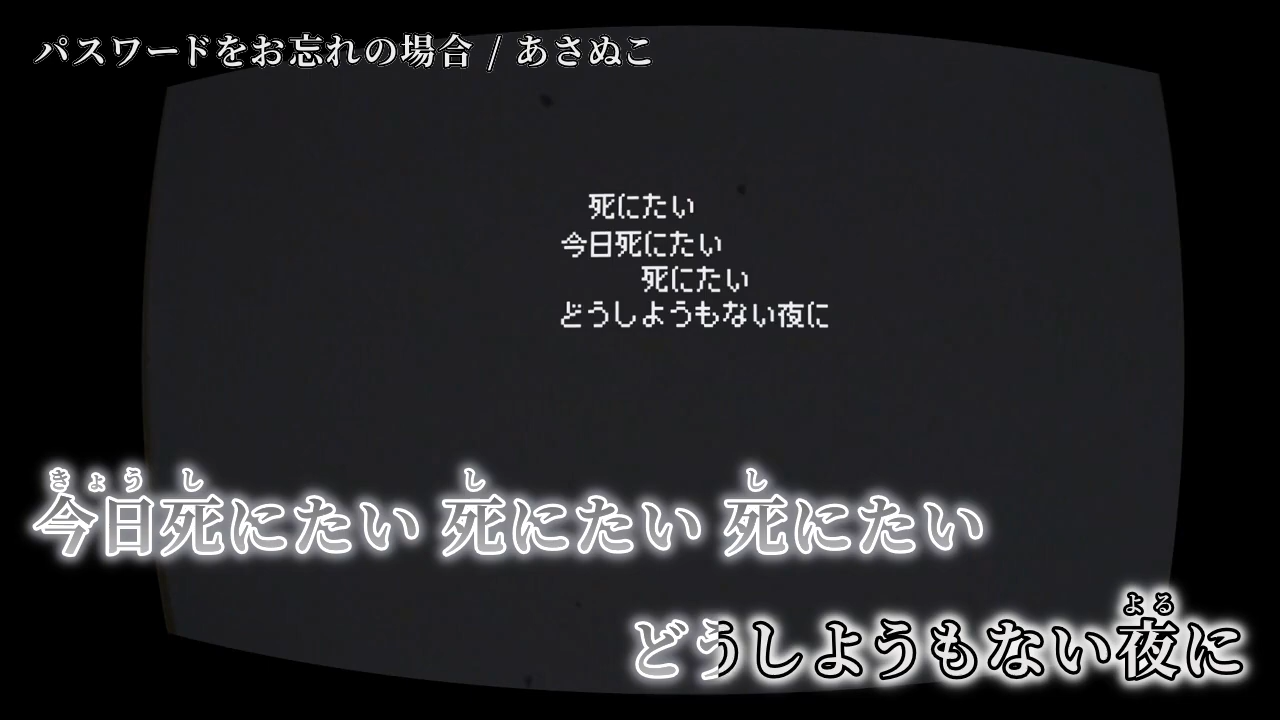 パスワードをお忘れの場合 / あさぬこ
死にたい
今日死にたい
死にたい
どうしようもない夜に
きょう し し し
今日死にたい 死にたい 死にたい
よる
どうしようもない夜に